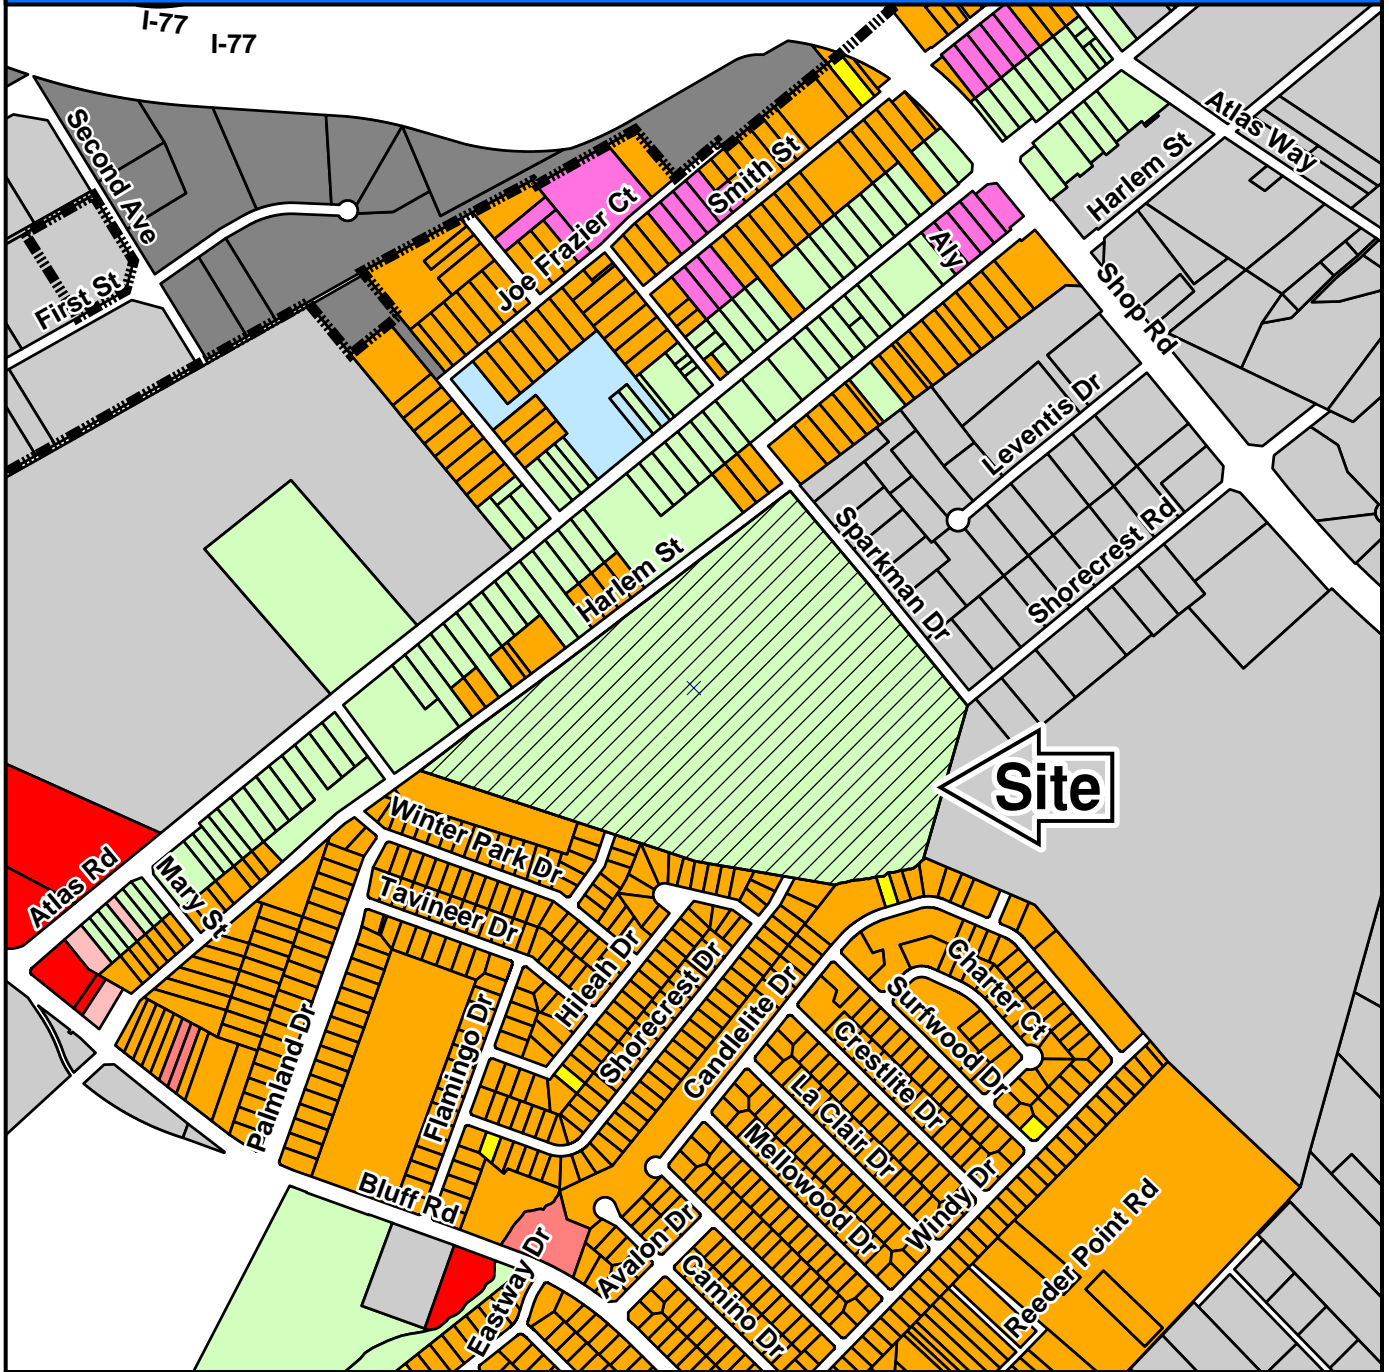 I-77
I-77
Second Ave
Atlas Way
Smith St
Harlem St
Joe Frazier Ct
Aly
First St
Shop Rd
Leventis Dr
Sparkman Dr
Shorecrest Rd
Harlem St
Site
Winter Park Dr
Atlas Rd
Mary St
Tavineer Dr
Hileah Dr
Shorecrest Dr
Charter Ct
Candlelite Dr
Surfwood Dr
Flamingo Dr
Palmland Dr
Crestlite Dr
La Clair Dr
Mellowood Dr
Windy Dr
Bluff Rd
Avalon Dr
Eastway Dr
Camino Dr
Reeder Point Rd